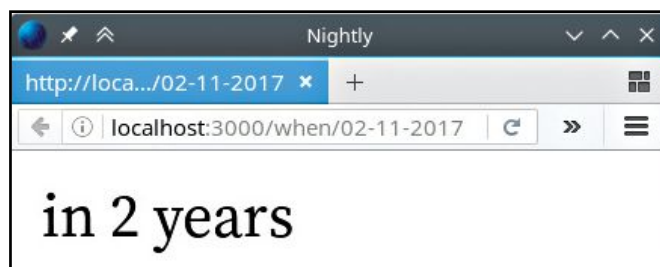 Nightly
http://loca.../02-11-2017
localhost:3000/when/02-11-2017
in 2 years